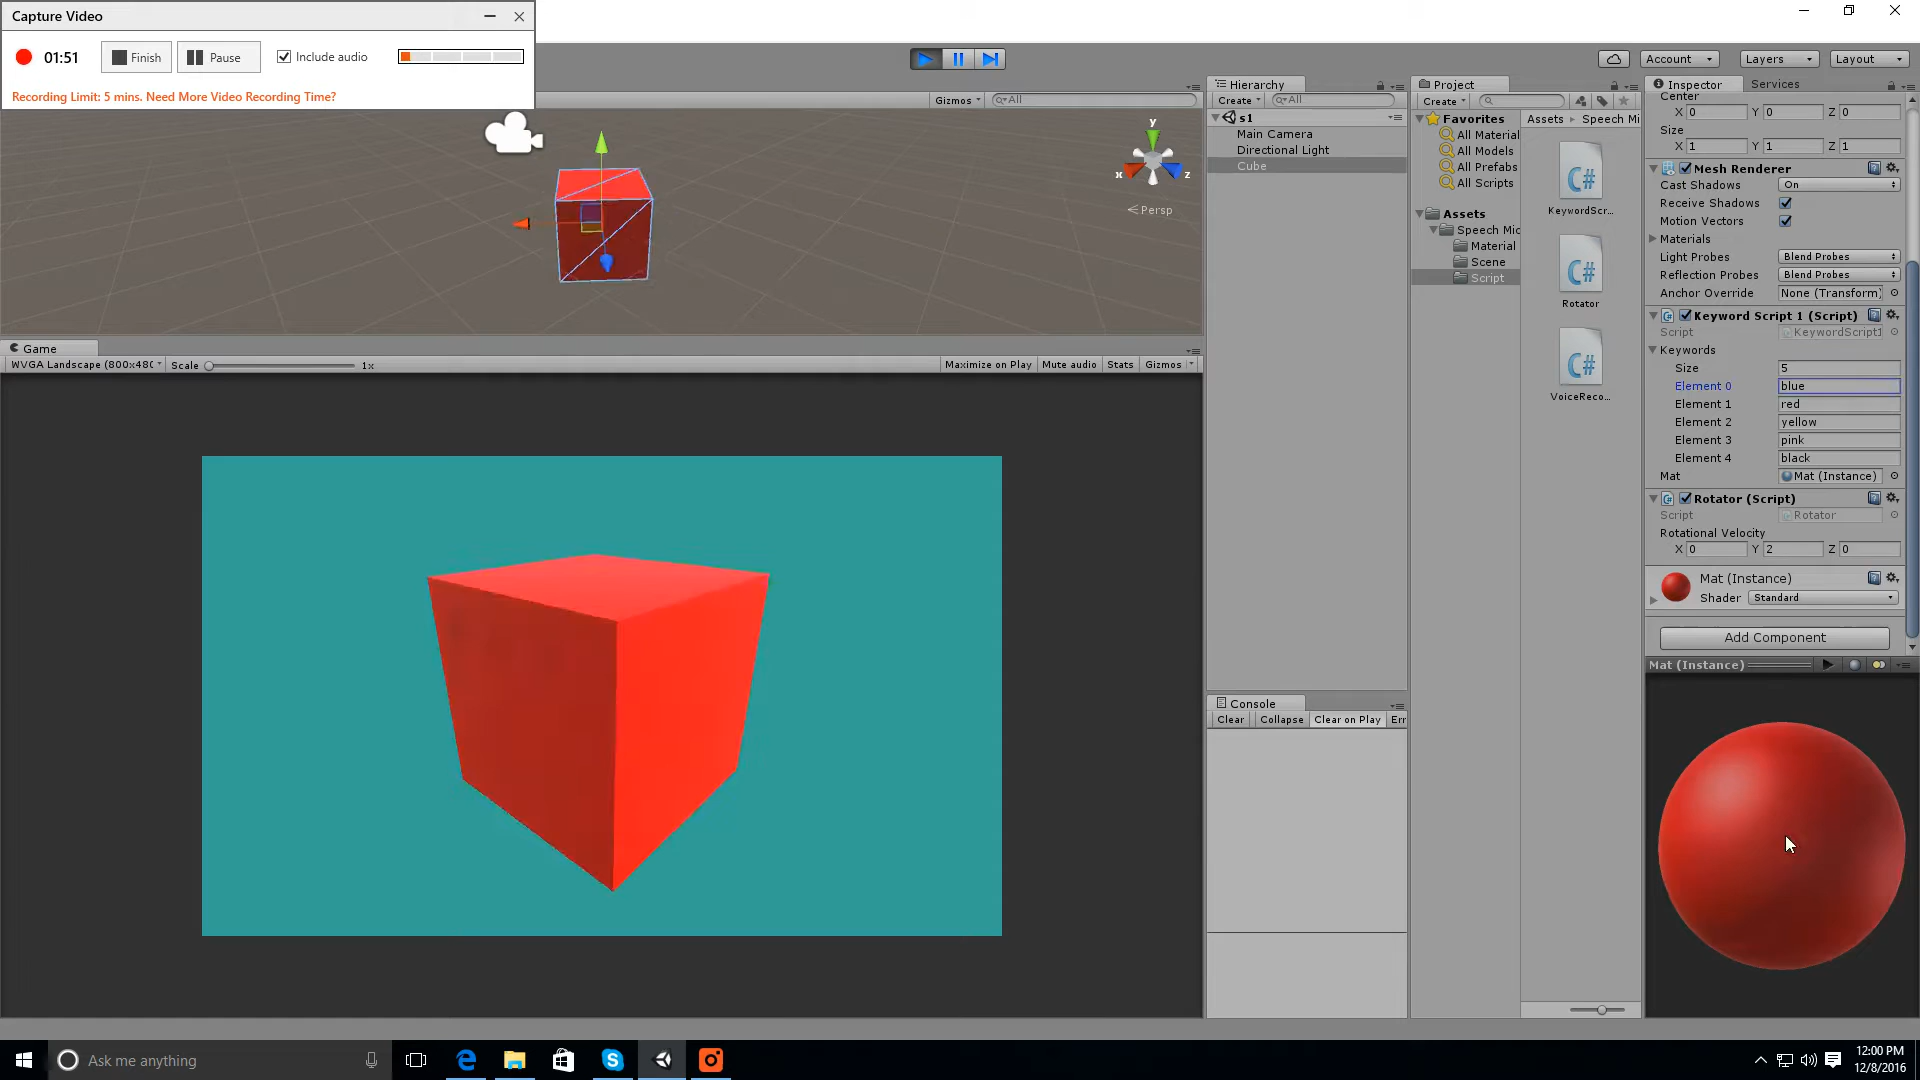 Capture Video
01:51
Finish
Pause
Include audio
Recording Limit: 5 mins. Need More Video Recording Time?
Account
Layers
Layout
Gizmos
All
y
x
z
Persp
Game
WVGA Landscape (800x480
Scale
1x
Maximize on Play
Mute audio
Stats
Gizmos
Hierarchy
Create
All
s1
Main Camera
Directional Light
Cube
Console
Clear
Collapse
Clear on Play
Err
Project
Create
Favorites
All Material
All Models
All Prefabs
All Scripts
Assets
Speech Mic
Material
Scene
Script
Assets
Speech Mi
C#
KeywordScr...
C#
Rotator
C#
VoiceReco...
Inspector
Services
Center
X 0 Y 0 Z 0
Size
X 1 Y 1 Z 1
Mesh Renderer
Cast Shadows On
Receive Shadows
Motion Vectors
Materials
Light Probes Blend Probes
Reflection Probes Blend Probes
Anchor Override None (Transform)
Keyword Script 1 (Script)
Script KeywordScript1
Keywords
Size 5
Element 0 blue
Element 1 red
Element 2 yellow
Element 3 pink
Element 4 black
Mat Mat (Instance)
Rotator (Script)
Script Rotator
Rotational Velocity
X 0 Y 2 Z 0
Mat (Instance)
Shader Standard
Add Component
Mat (Instance)
Ask me anything
12:00 PM
12/8/2016